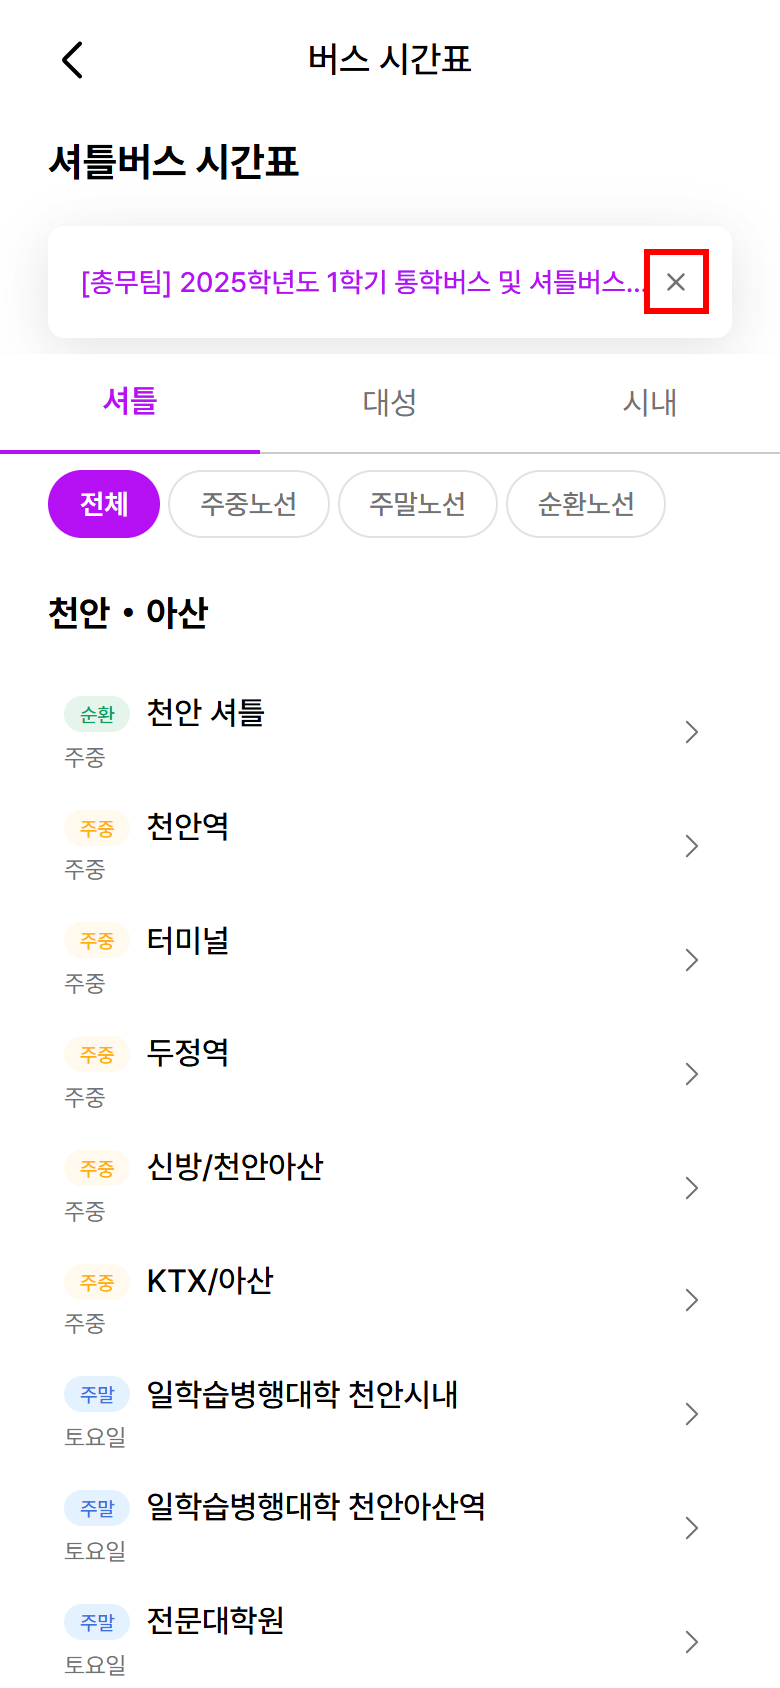 버스 시간표
셔틀버스 시간표
[총무팀] 2025학년도 1학기 통학버스 및 셔틀버스...
셔틀 대성 시내
전체 주중노선 주말노선 순환노선
천안 • 아산
순환 천안 셔틀
주중
주중 천안역
주중
주중 터미널
주중
주중 두정역
주중
주중 신방/천안아산
주중
주중 KTX/아산
주중
주말 일학습병행대학 천안시내
토요일
주말 일학습병행대학 천안아산역
토요일
주말 전문대학원
토요일